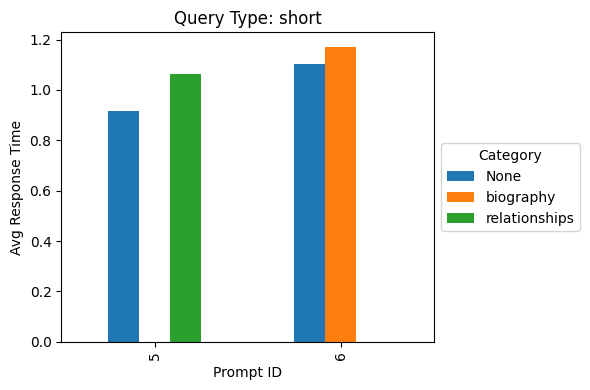 Query Type: short
Avg Response Time
1.2
1.0
0.8
0.6
0.4
0.2
0.0
5
6
Prompt ID
Category
None
biography
relationships